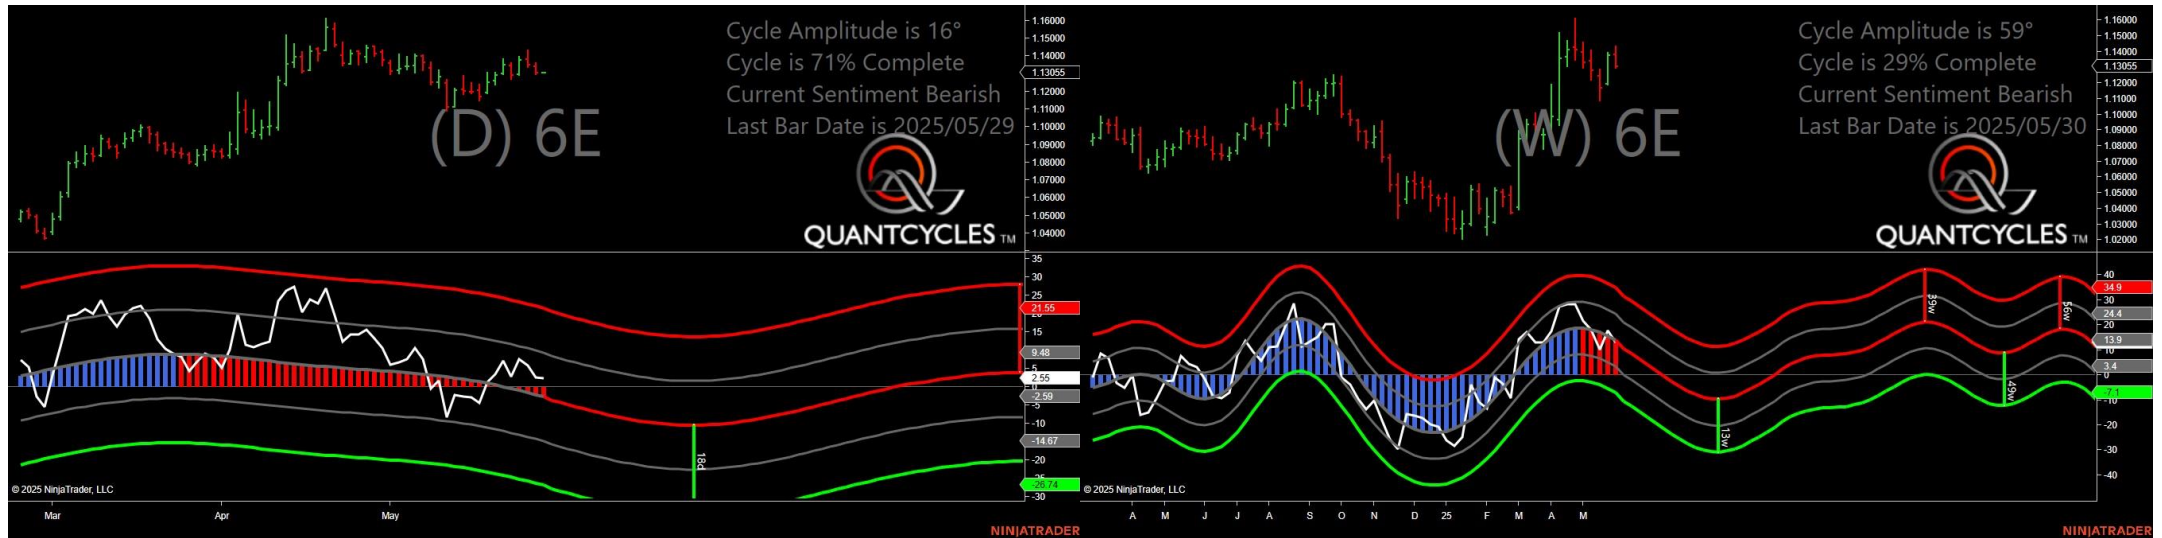 Cycle Amplitude is 16°
Cycle is 71% Complete
Current Sentiment Bearish
Last Bar Date is 2025/05/29
(D) 6E
QUANTCYCLES TM
1.16000
1.15000
1.14000
1.13055
1.12000
1.11000
1.10000
1.09000
1.08000
1.07000
1.06000
1.05000
1.04000
35
30
25
21.55
15
9.48
5
2.55
0
-2.59
-5
-10
-14.67
-20
-26.74
-30
18d
© 2025 NinjaTrader, LLC
Mar Apr May
NINJATRADER
Cycle Amplitude is 59°
Cycle is 29% Complete
Current Sentiment Bearish
Last Bar Date is 2025/05/30
(W) 6E
QUANTCYCLES TM
1.16000
1.15000
1.14000
1.13055
1.12000
1.11000
1.10000
1.09000
1.08000
1.07000
1.06000
1.05000
1.04000
1.03000
1.02000
40
34.9
30
24.4
20
13.9
10
3.4
0
-7.1
-10
-20
-30
-40
39w
56w
49w
13w
© 2025 NinjaTrader, LLC
A M J J A S O N D 25 F M A M
NINJATRADER